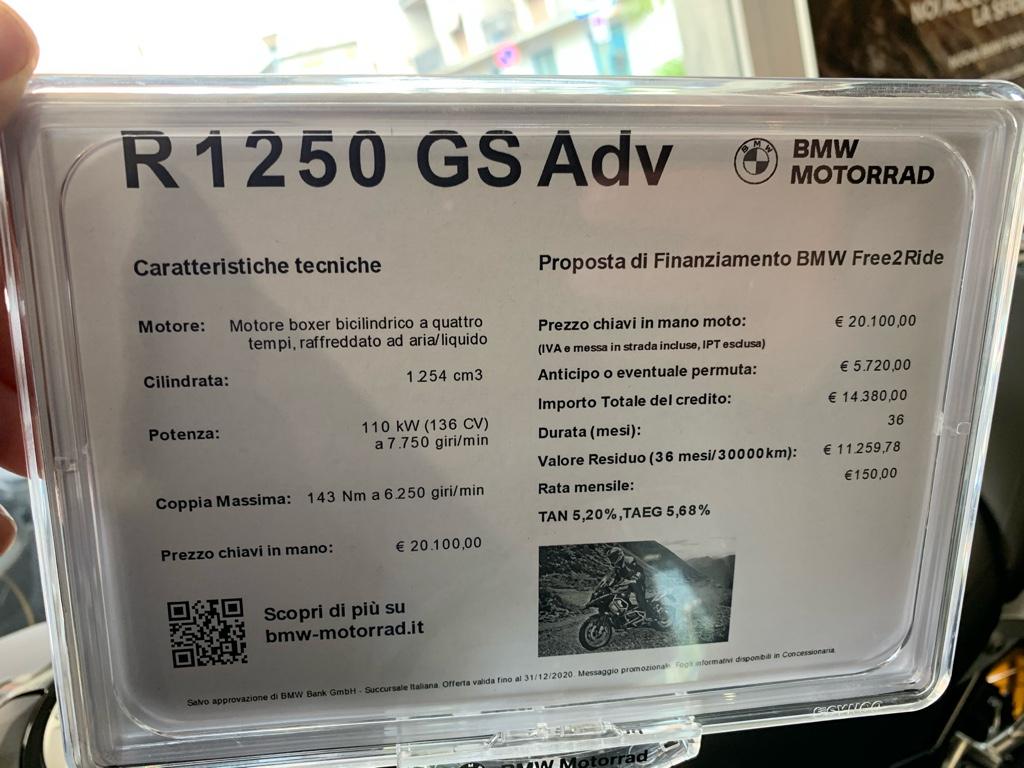 NOI
LA SFI
R 1250 GS Adv
BMW
BMW
MOTORRAD
Caratteristiche tecniche
Motore: Motore boxer bicilindrico a quattro
tempi, raffreddato ad aria/liquido
Cilindrata: 1.254 cm3
Potenza: 110 kW (136 CV)
a 7.750 giri/min
Coppia Massima: 143 Nm a 6.250 giri/min
Prezzo chiavi in mano: € 20.100,00
Scopri di più su
bmw-motorrad.it
Proposta di Finanziamento BMW Free2Ride
Prezzo chiavi in mano moto: € 20.100,00
(IVA e messa in strada incluse, IPT esclusa)
Anticipo o eventuale permuta: € 5.720,00
Importo Totale del credito: € 14.380,00
Durata (mesi): 36
Valore Residuo (36 mesi/30000km): € 11.259,78
Rata mensile: €150,00
TAN 5,20%,TAEG 5,68%
Salvo approvazione di BMW Bank GmbH - Succursale Italiana. Offerta valida fino al 31/12/2020. Messaggio promozionale. Fogli informativi disponibili in Concessionaria.
BMW Motorrad